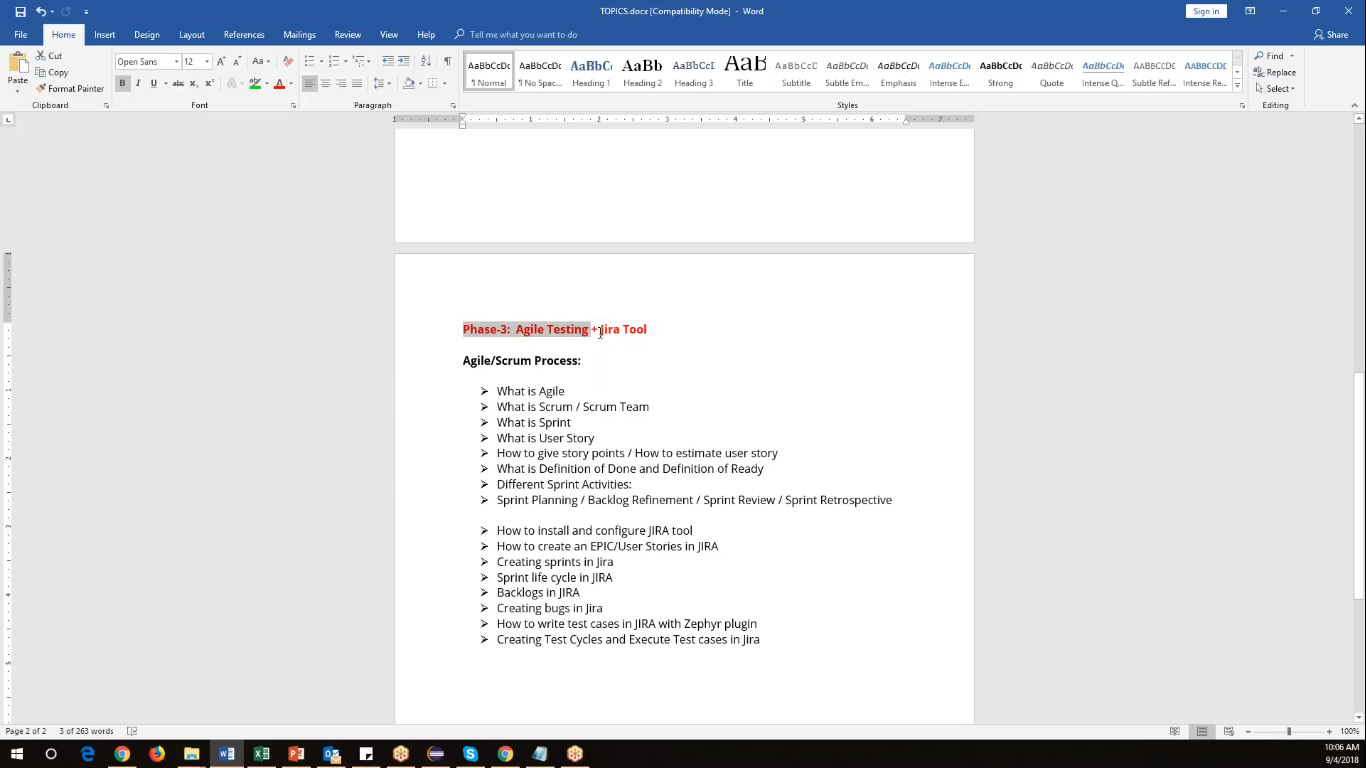 TOPICS.docx [Compatibility Mode] - Word
Sign in
File Home Insert Design Layout References Mailings Review View Help Tell me what you want to do Share
Paste
Cut
Copy
Format Painter
Clipboard
Open Sans 12
Font
Paragraph
AaBbCcDc AaBbCcDc AaBbC AaBb AaBbCcI AaB AaBbCcD AaBbCcDc AaBbCcDc AaBbCcDc AaBbCcDc AaBbCcDc AaBbCcDc AABBCCDC AABBCCDC
¶ Normal ¶ No Spac... Heading 1 Heading 2 Heading 3 Title Subtitle Subtle Em... Emphasis Intense E... Strong Quote Intense Q... Subtle Ref... Intense Re...
Styles
Find
Replace
Select
Editing
Phase-3: Agile Testing + Jira Tool
Agile/Scrum Process:
What is Agile
What is Scrum / Scrum Team
What is Sprint
What is User Story
How to give story points / How to estimate user story
What is Definition of Done and Definition of Ready
Different Sprint Activities:
Sprint Planning / Backlog Refinement / Sprint Review / Sprint Retrospective
How to install and configure JIRA tool
How to create an EPIC/User Stories in JIRA
Creating sprints in Jira
Sprint life cycle in JIRA
Backlogs in JIRA
Creating bugs in Jira
How to write test cases in JIRA with Zephyr plugin
Creating Test Cycles and Execute Test cases in Jira
Page 2 of 2 3 of 263 words 100%
10:06 AM
9/4/2018